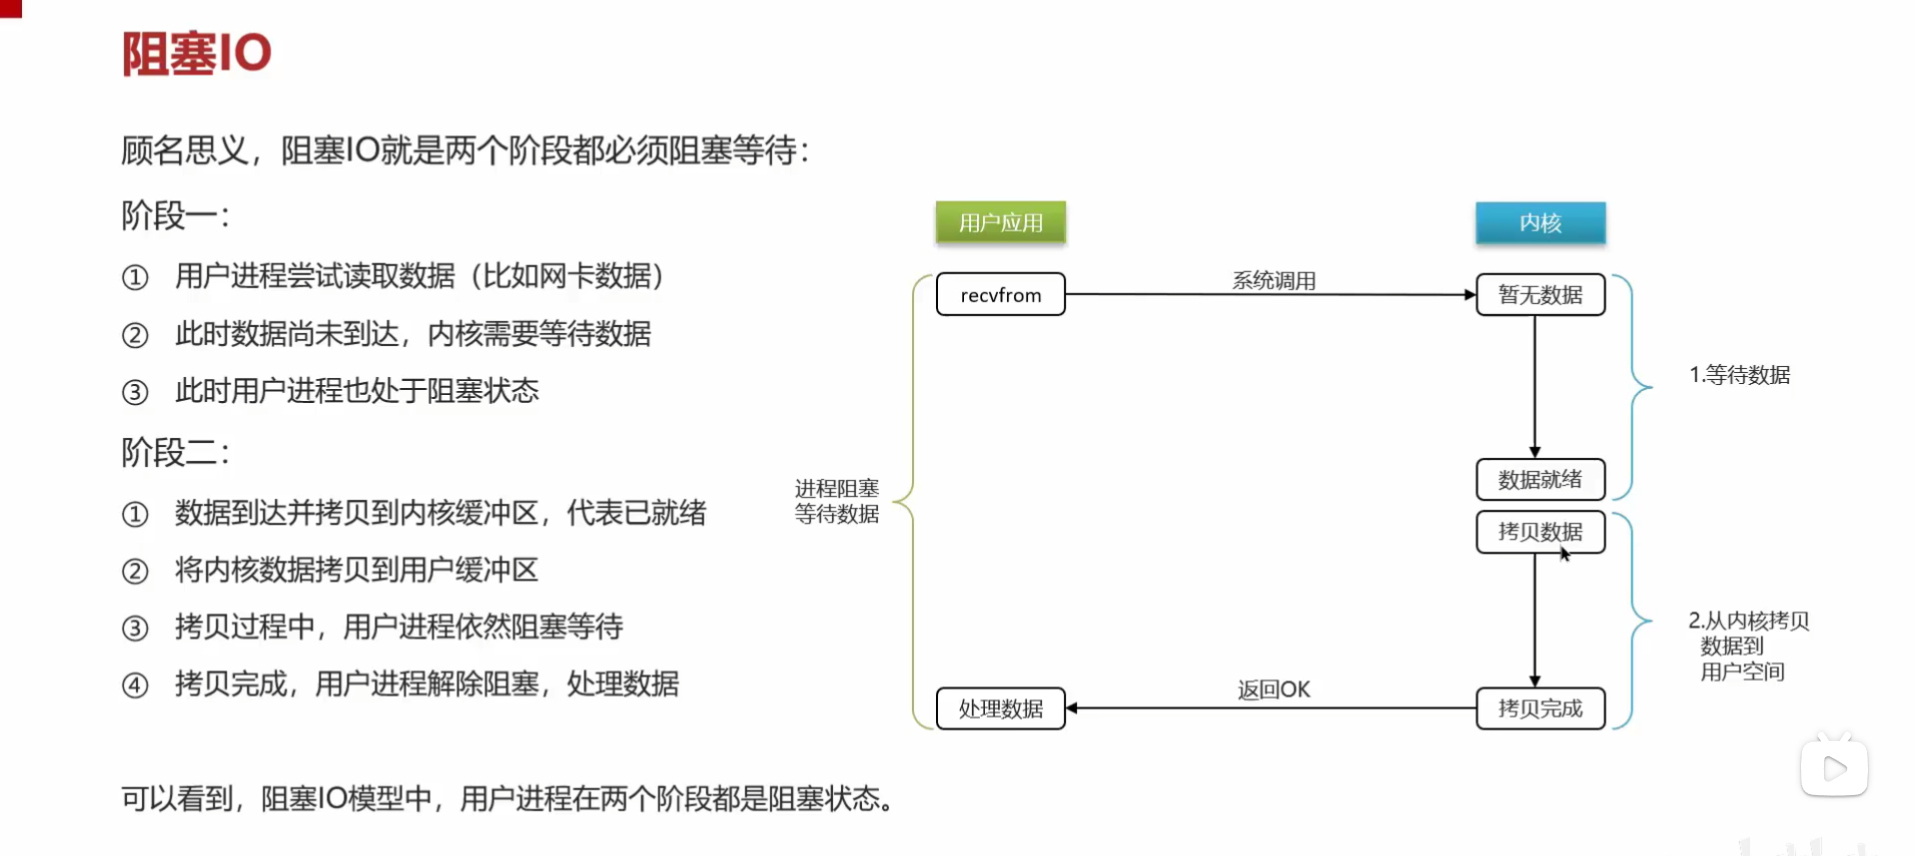 阻塞IO
顾名思义，阻塞IO就是两个阶段都必须阻塞等待：
阶段一：
① 用户进程尝试读取数据（比如网卡数据）
② 此时数据尚未到达，内核需要等待数据
③ 此时用户进程也处于阻塞状态
阶段二：
① 数据到达并拷贝到内核缓冲区，代表已就绪
② 将内核数据拷贝到用户缓冲区
③ 拷贝过程中，用户进程依然阻塞等待
④ 拷贝完成，用户进程解除阻塞，处理数据
可以看到，阻塞IO模型中，用户进程在两个阶段都是阻塞状态。
用户应用
内核
recvfrom
系统调用
暂无数据
1.等待数据
数据就绪
进程阻塞
等待数据
拷贝数据
2.从内核拷贝
数据到
用户空间
处理数据
返回OK
拷贝完成